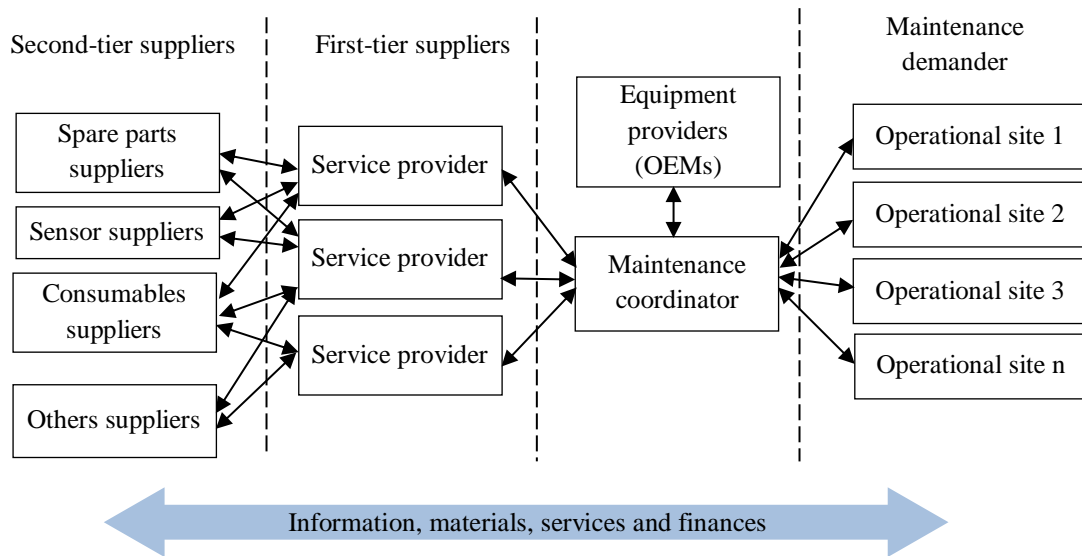 Second-tier suppliers
First-tier suppliers
Maintenance
demander
Spare parts
suppliers
Sensor suppliers
Consumables
suppliers
Others suppliers
Service provider
Service provider
Service provider
Equipment
providers
(OEMs)
Maintenance
coordinator
Operational site 1
Operational site 2
Operational site 3
Operational site n
Information, materials, services and finances